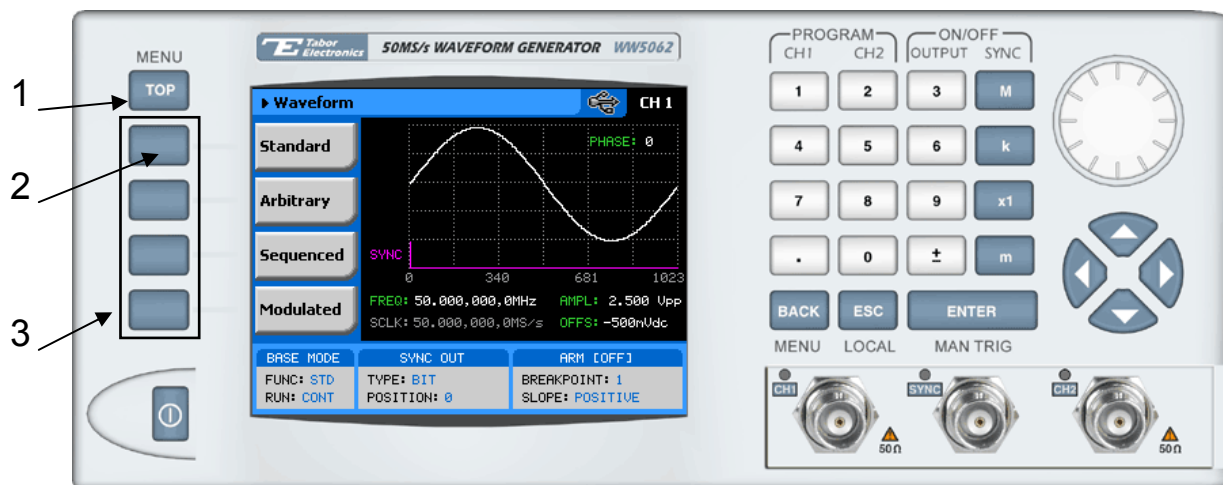 Tabor
Electronics
50MS/s WAVEFORM GENERATOR WW5062
MENU
TOP
1
2
3
▸ Waveform
CH 1
Standard
Arbitrary
Sequenced
Modulated
PHASE: 0
SYNC
0 340 681 1023
FREQ: 50.000,000,0MHz AMPL: 2.500 Vpp
SCLK: 50.000,000,0MS/s OFFS: -500mVdc
BASE MODE
FUNC: STD
RUN: CONT
SYNC OUT
TYPE: BIT
POSITION: 0
ARM [OFF]
BREAKPOINT: 1
SLOPE: POSITIVE
PROGRAM
CH1 CH2
ON/OFF
OUTPUT SYNC
1 2 3 M
4 5 6 k
7 8 9 x1
. 0 ± m
BACK ESC ENTER
MENU LOCAL MAN TRIG
CH1
SYNC
CH2
50Ω
50Ω